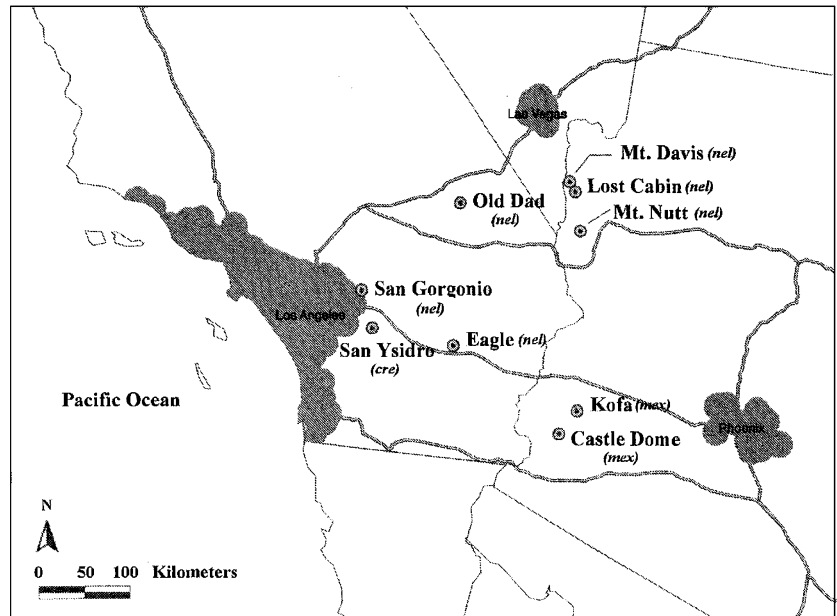 Las Vegas
Mt. Davis (nel)
Lost Cabin (nel)
Old Dad
(nel)
Mt. Nutt (nel)
San Gorgonio
(nel)
Los Angeles
San Ysidro
(cre)
Eagle (nel)
Pacific Ocean
Kofa (mex)
Phoenix
Castle Dome
(mex)
N
0 50 100 Kilometers